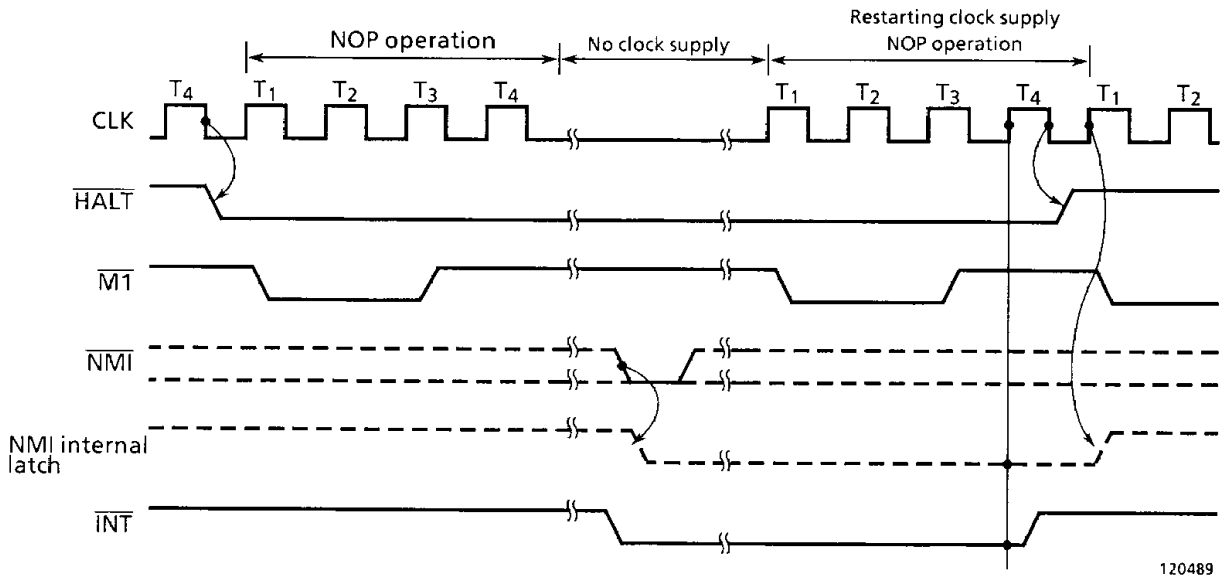 Restarting clock supply
NOP operation
No clock supply
NOP operation
T4 T1 T2 T3 T4 T1 T2 T3 T4 T1 T2
CLK
HALT
M1
NMI
NMI internal
latch
INT
120489